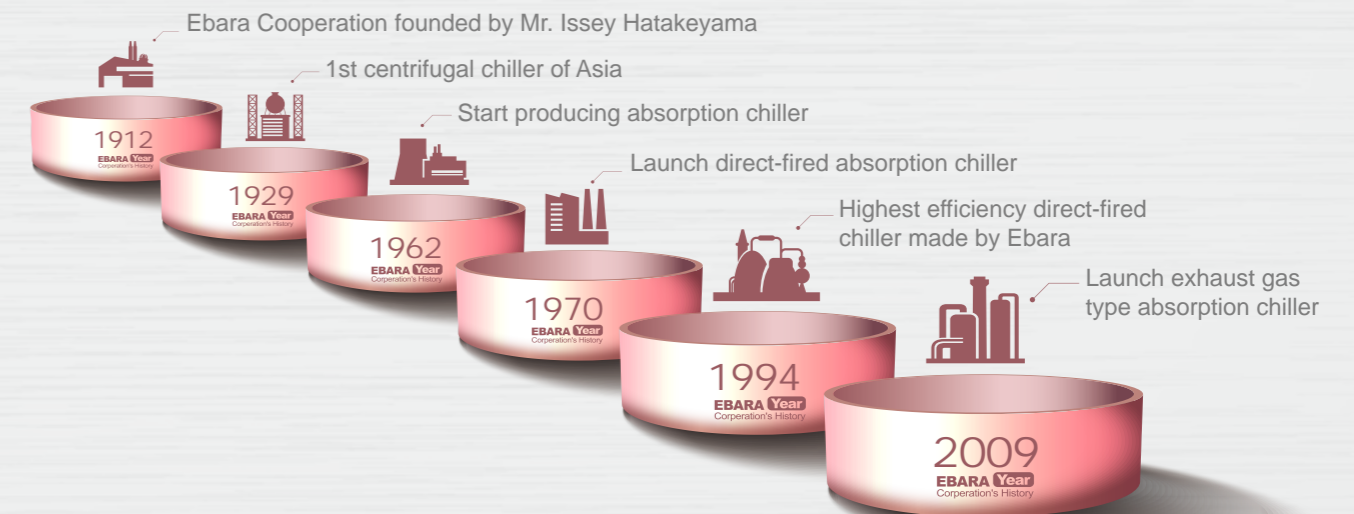 Ebara Cooperation founded by Mr. Issey Hatakeyama
1912
EBARA Year
Corperation's History
1st centrifugal chiller of Asia
1929
EBARA Year
Corperation's History
Start producing absorption chiller
1962
EBARA Year
Corperation's History
Launch direct-fired absorption chiller
1970
EBARA Year
Corperation's History
Highest efficiency direct-fired
chiller made by Ebara
1994
EBARA Year
Corperation's History
Launch exhaust gas
type absorption chiller
2009
EBARA Year
Corperation's History